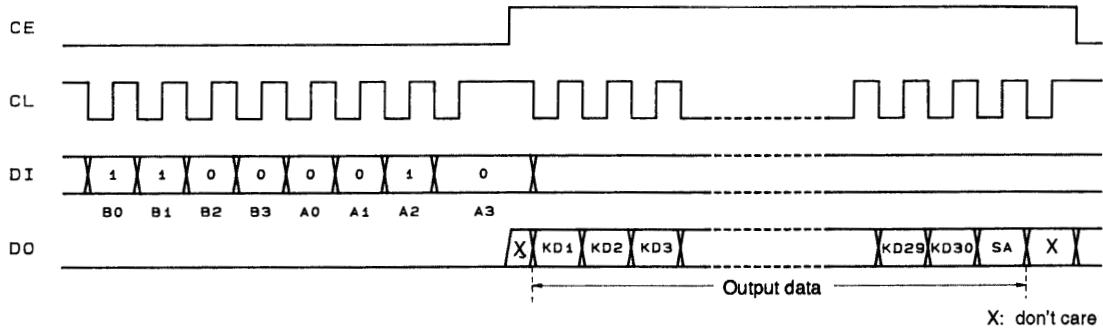 CE
CL
DI 1 1 0 0 0 0 1 0
B0 B1 B2 B3 A0 A1 A2 A3
DO X KD1 KD2 KD3 KD29 KD30 SA X
Output data
X: don't care